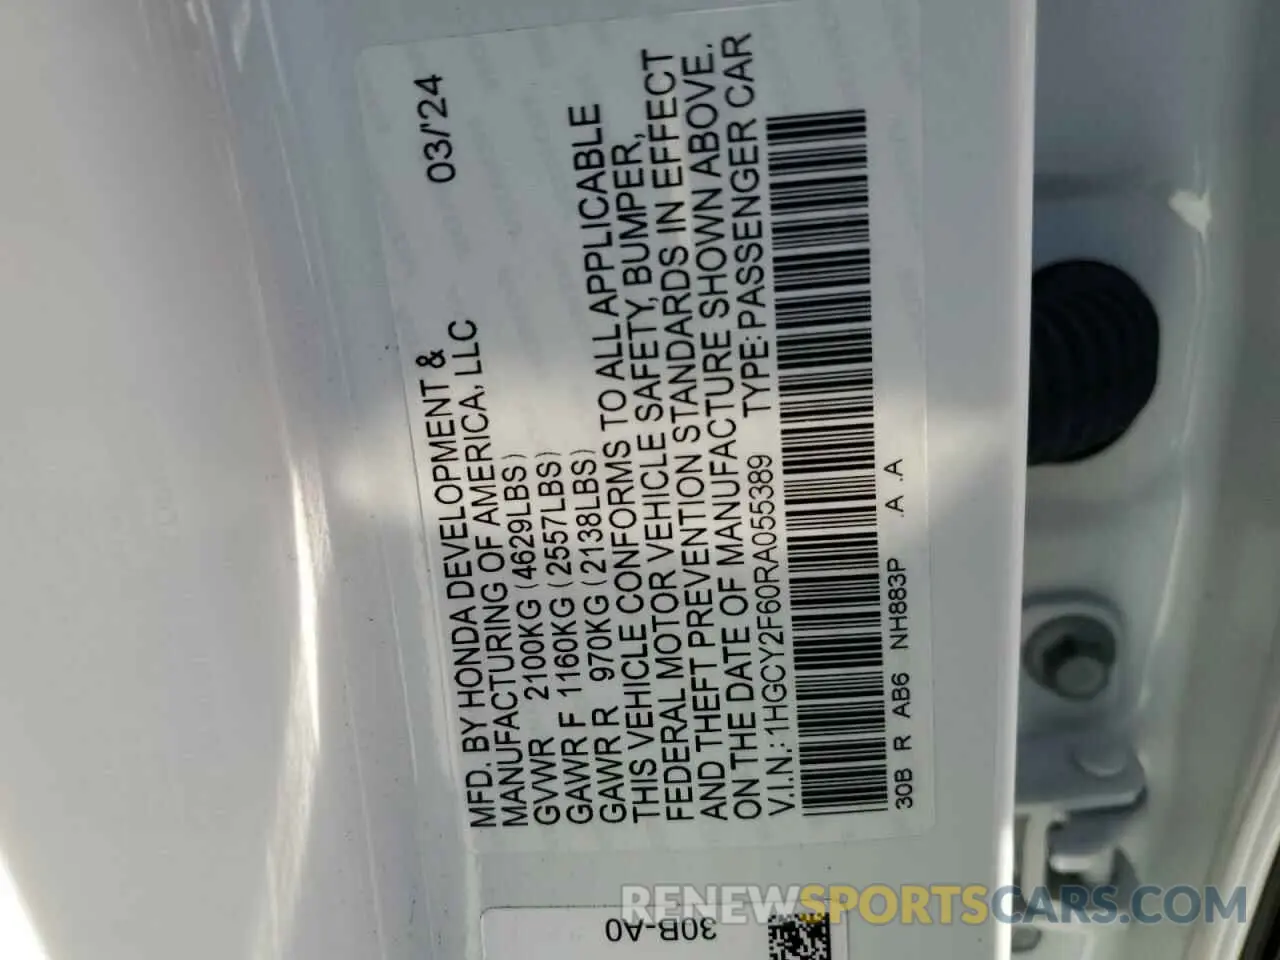 MFD. BY HONDA DEVELOPMENT & 03/'24
MANUFACTURING OF AMERICA, LLC
GVWR 2100KG (4629LBS)
GAWR F 1160KG (2557LBS)
GAWR R 970KG (2138LBS)
THIS VEHICLE CONFORMS TO ALL APPLICABLE
FEDERAL MOTOR VEHICLE SAFETY, BUMPER,
AND THEFT PREVENTION STANDARDS IN EFFECT
ON THE DATE OF MANUFACTURE SHOWN ABOVE.
V.I.N.: 1HGCY2F60RA055389 TYPE: PASSENGER CAR
30B R AB6 NH883P .A .A
30B-A0
RENEWSPORTSCARS.COM